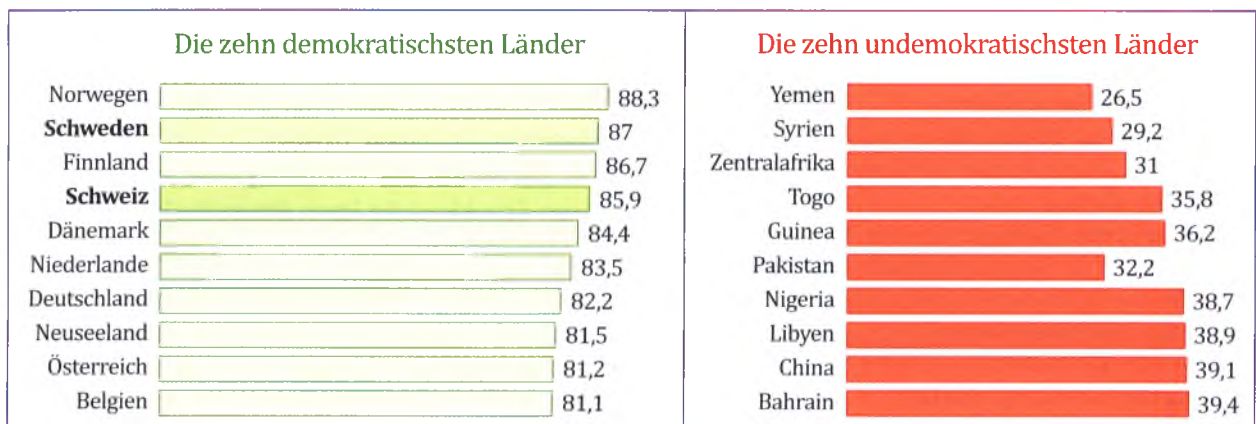 Die zehn demokratischsten Länder
Norwegen 88,3
Schweden 87
Finnland 86,7
Schweiz 85,9
Dänemark 84,4
Niederlande 83,5
Deutschland 82,2
Neuseeland 81,5
Österreich 81,2
Belgien 81,1
Die zehn undemokratischsten Länder
Yemen 26,5
Syrien 29,2
Zentralafrika 31
Togo 35,8
Guinea 36,2
Pakistan 32,2
Nigeria 38,7
Libyen 38,9
China 39,1
Bahrain 39,4